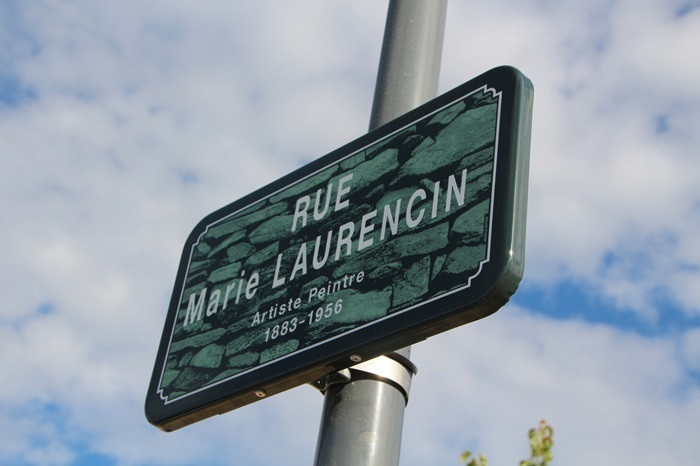 RUE
Marie LAURENCIN
Artiste Peintre
1883-1956